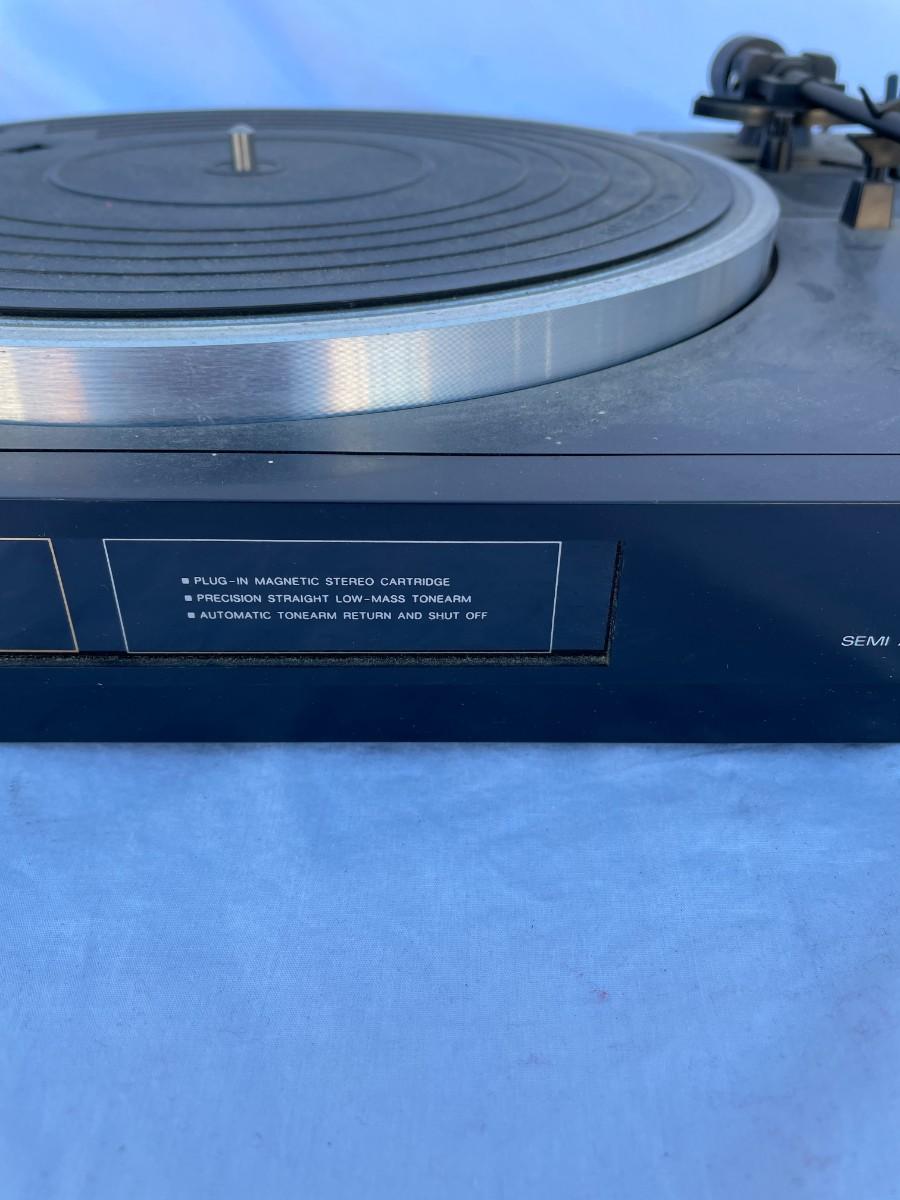 ■ PLUG-IN MAGNETIC STEREO CARTRIDGE
■ PRECISION STRAIGHT LOW-MASS TONEARM
■ AUTOMATIC TONEARM RETURN AND SHUT OFF
SEMI